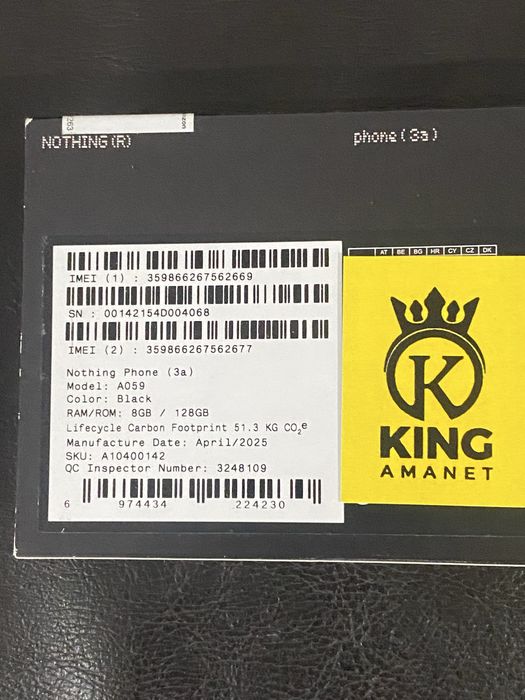 263
NOTHING(R)
phone(3a)
AT BE BG HR CY CZ DK
IMEI (1) : 359866267562669
SN : 00142154D004068
IMEI (2) : 359866267562677
Nothing Phone (3a)
Model: A059
Color: Black
RAM/ROM: 8GB / 128GB
Lifecycle Carbon Footprint 51.3 KG CO₂e
Manufacture Date: April/2025
SKU: A10400142
QC Inspector Number: 3248109
6 974434 224230
K
KING
AMANET